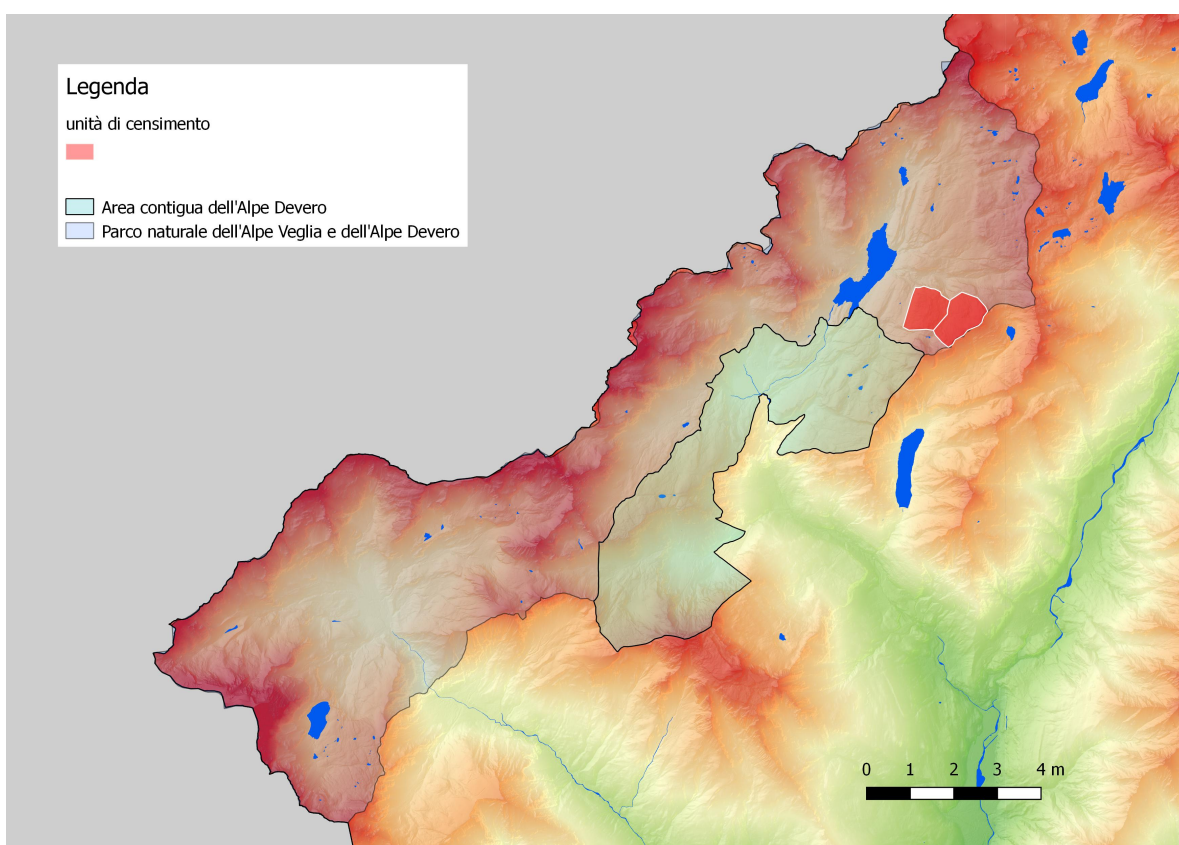 Legenda
unità di censimento
Area contigua dell'Alpe Devero
Parco naturale dell'Alpe Veglia e dell'Alpe Devero
0 1 2 3 4 m